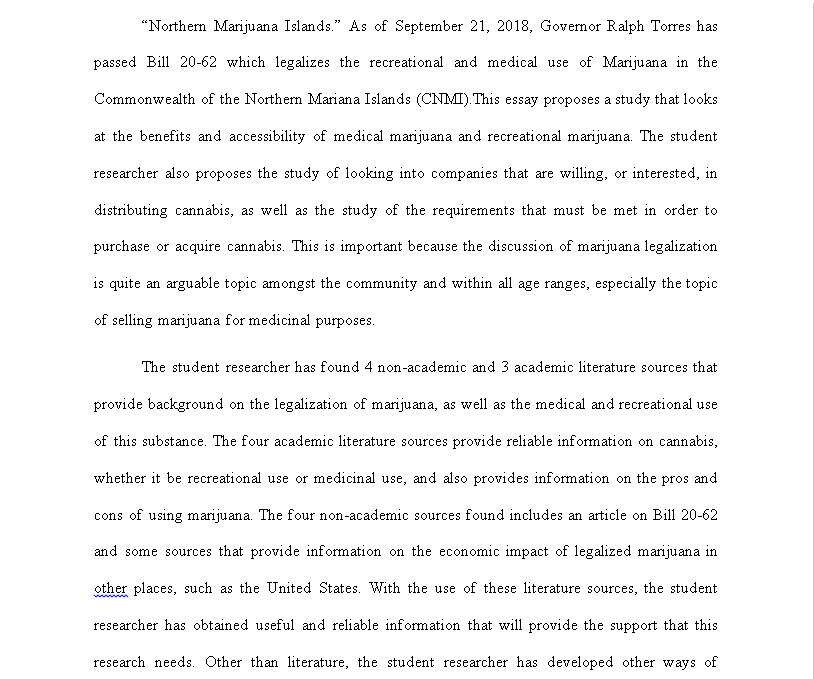 “Northern Marijuana Islands.” As of September 21, 2018, Governor Ralph Torres has
passed Bill 20-62 which legalizes the recreational and medical use of Marijuana in the
Commonwealth of the Northern Mariana Islands (CNMI).This essay proposes a study that looks
at the benefits and accessibility of medical marijuana and recreational marijuana. The student
researcher also proposes the study of looking into companies that are willing, or interested, in
distributing cannabis, as well as the study of the requirements that must be met in order to
purchase or acquire cannabis. This is important because the discussion of marijuana legalization
is quite an arguable topic amongst the community and within all age ranges, especially the topic
of selling marijuana for medicinal purposes.
The student researcher has found 4 non-academic and 3 academic literature sources that
provide background on the legalization of marijuana, as well as the medical and recreational use
of this substance. The four academic literature sources provide reliable information on cannabis,
whether it be recreational use or medicinal use, and also provides information on the pros and
cons of using marijuana. The four non-academic sources found includes an article on Bill 20-62
and some sources that provide information on the economic impact of legalized marijuana in
other places, such as the United States. With the use of these literature sources, the student
researcher has obtained useful and reliable information that will provide the support that this
research needs. Other than literature, the student researcher has developed other ways of